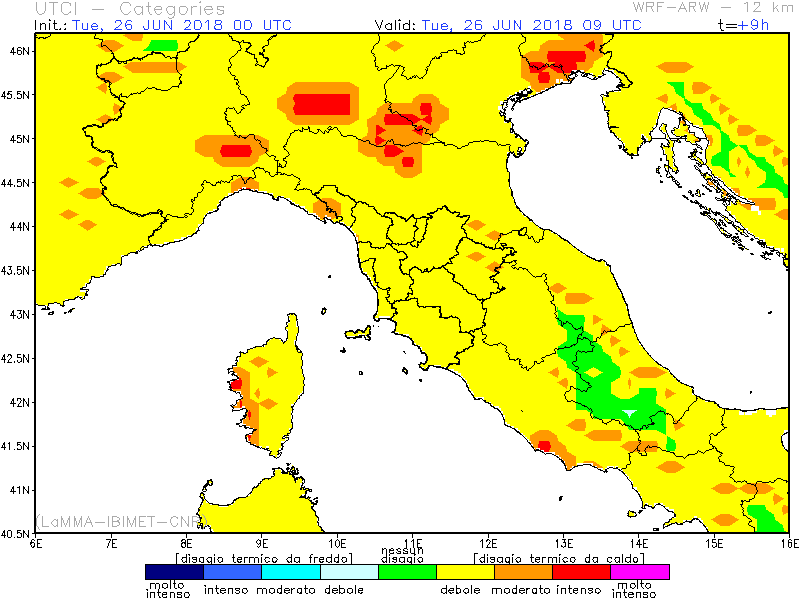 UTCI – Categories WRF–ARW – 12 km
Init.: Tue, 26 JUN 2018 00 UTC Valid: Tue, 26 JUN 2018 09 UTC t=+9h
46N
45.5N
45N
44.5N
44N
43.5N
43N
42.5N
42N
41.5N
41N
40.5N
(LaMMA–IBIMET–CNR)
6E 7E 8E 9E 10E 11E 12E 13E 14E 15E 16E
[disagio termico da freddo] nessun disagio [disagio termico da caldo]
molto intenso intenso moderato debole debole moderato intenso molto intenso